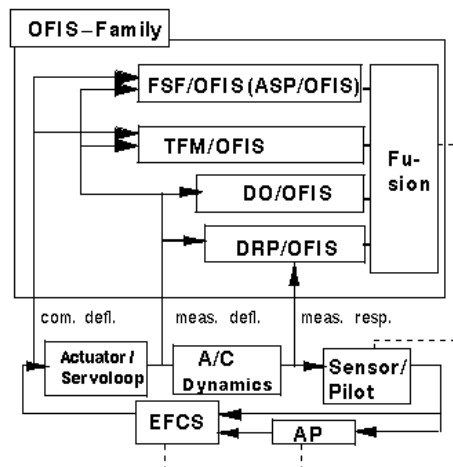 OFIS-Family
FSF/OFIS(ASP/OFIS)
TFM/OFIS
Fu-
sion
DO/OFIS
DRP/OFIS
com. defl.
meas. defl.
meas. resp.
Actuator/
Servoloop
A/C
Dynamics
Sensor/
Pilot
EFCS
AP